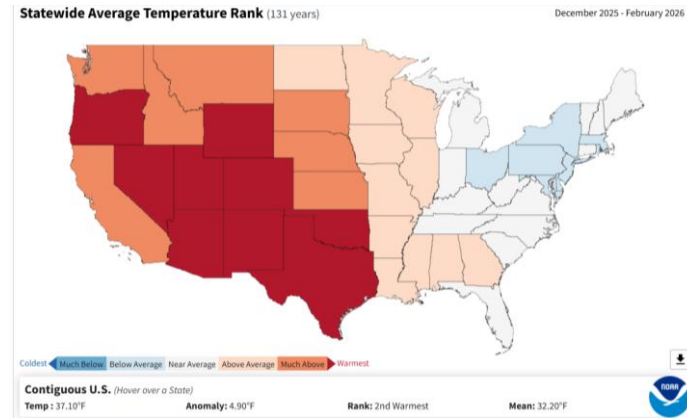 Statewide Average Temperature Rank (131 years)
December 2025 - February 2026
Coldest Much Below Below Average Near Average Above Average Much Above Warmest
Contiguous U.S. (Hover over a State)
Temp : 37.10°F Anomaly: 4.90°F Rank: 2nd Warmest Mean: 32.20°F
NOAA